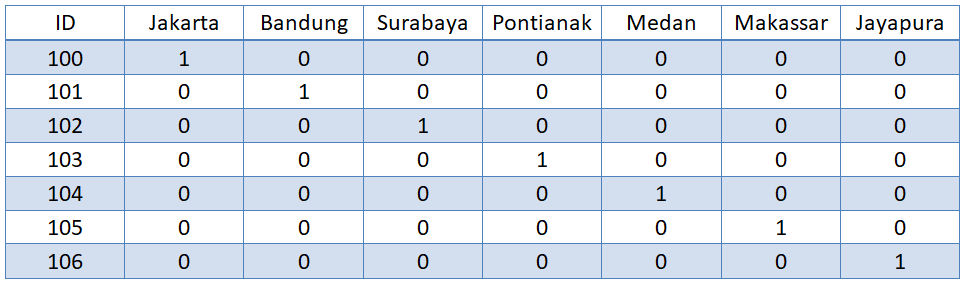 ID Jakarta Bandung Surabaya Pontianak Medan Makassar Jayapura
100 1 0 0 0 0 0 0
101 0 1 0 0 0 0 0
102 0 0 1 0 0 0 0
103 0 0 0 1 0 0 0
104 0 0 0 0 1 0 0
105 0 0 0 0 0 1 0
106 0 0 0 0 0 0 1